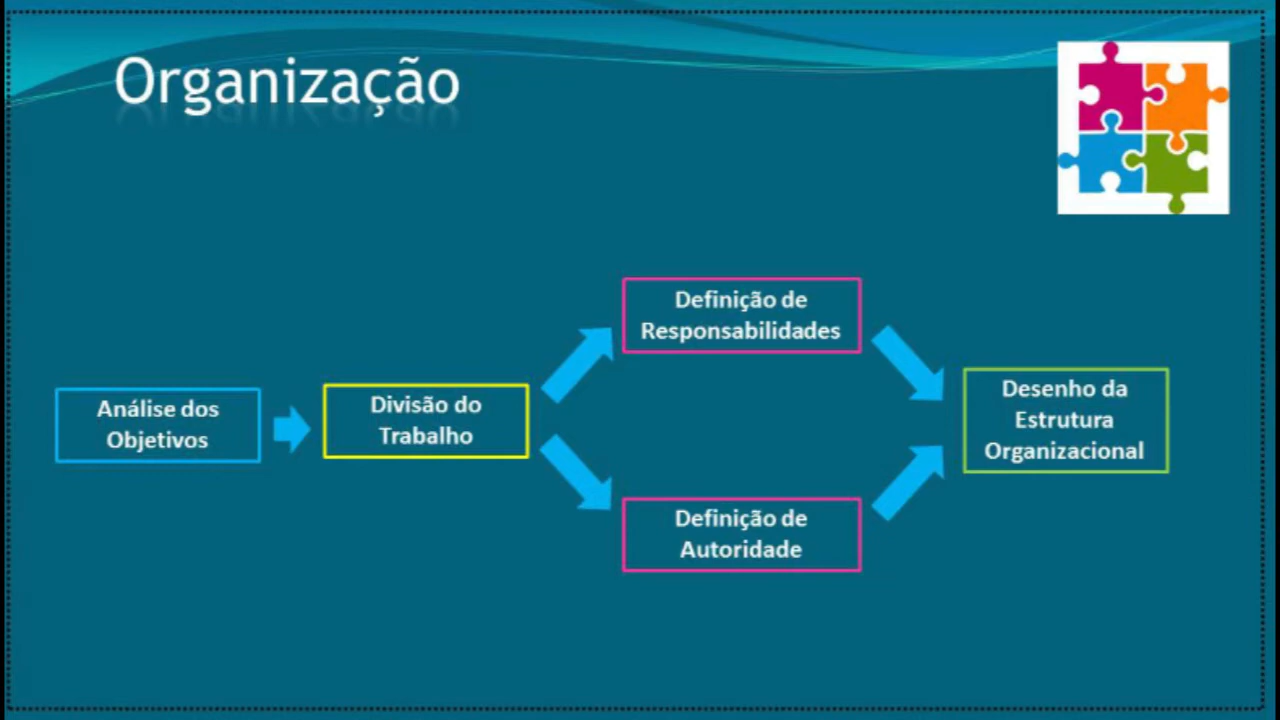 Organização
Análise dos
Objetivos
Divisão do
Trabalho
Definição de
Responsabilidades
Definição de
Autoridade
Desenho da
Estrutura
Organizacional